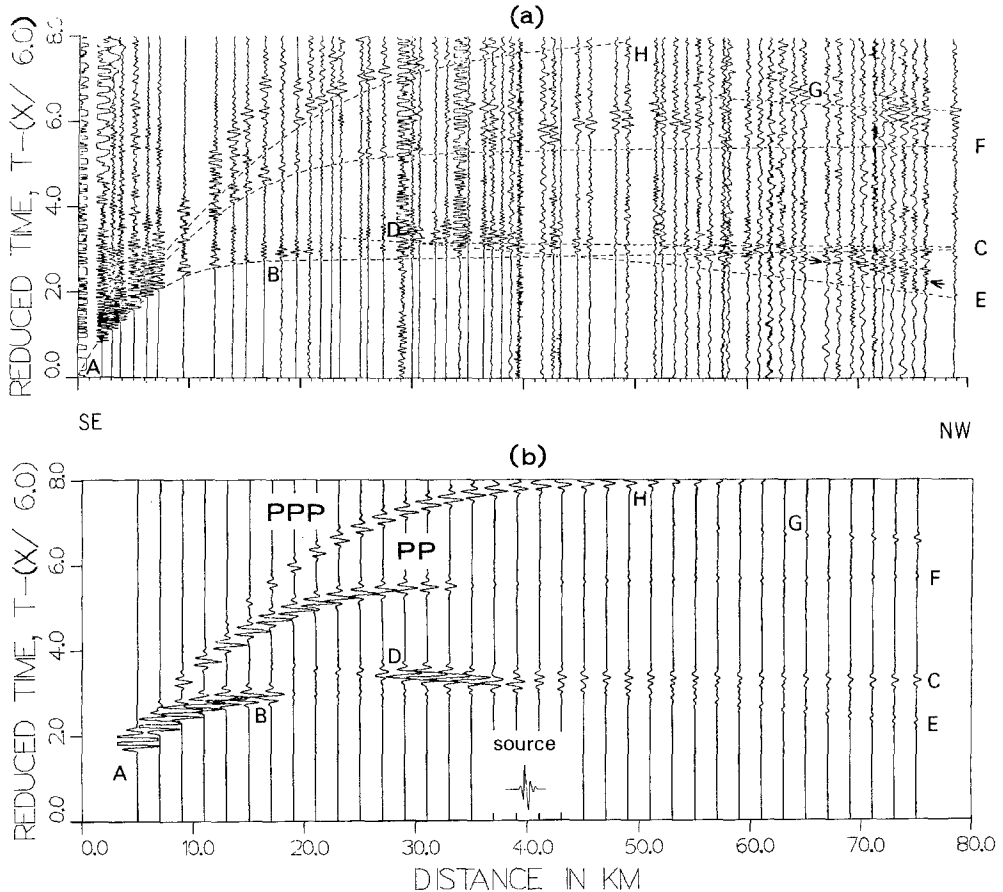 (a)
REDUCED TIME, T-(X/ 6.0)
8.0
6.0
4.0
2.0
0.0
A
B
D
H
G
F
C
E
SE
NW
(b)
REDUCED TIME, T-(X/ 6.0)
8.0
6.0
4.0
2.0
0.0
PPP
PP
H
G
F
D
C
B
E
A
source
0.0 10.0 20.0 30.0 40.0 50.0 60.0 70.0 80.0
DISTANCE IN KM